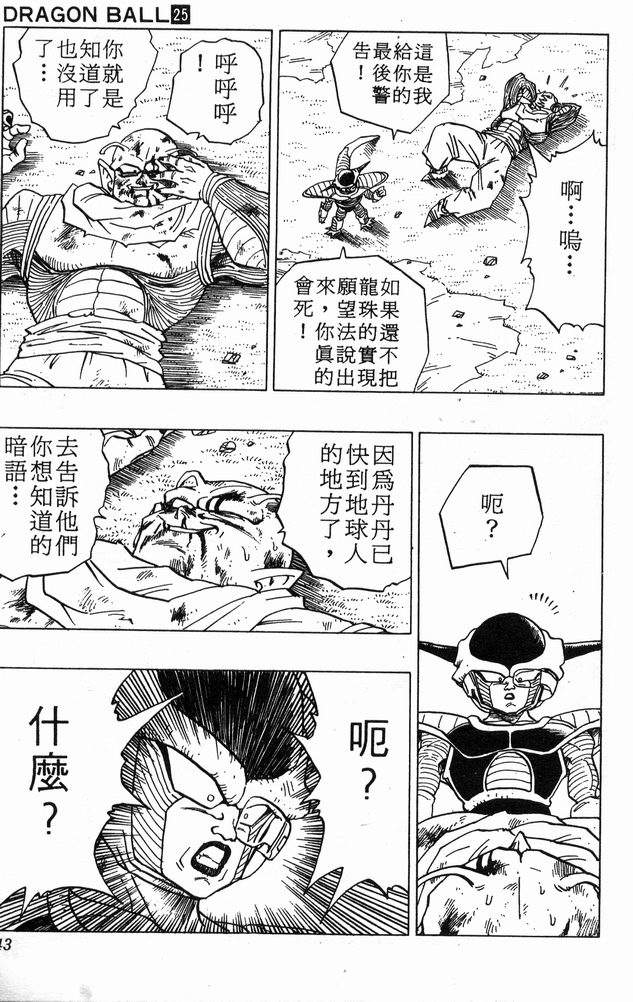 DRAGON BALL 25
這是我
給你的
最後警
告！
啊…嗚…
如果還不把
龍珠的實現
願望法說出
來，你真的
會死！
呼呼呼
！
你就是
知道了
也沒用
了…
呃？
因為丹丹已
快到地球人
的地方了，
去告訴他們
你想知道的
暗語…
呃？
什麼？
43